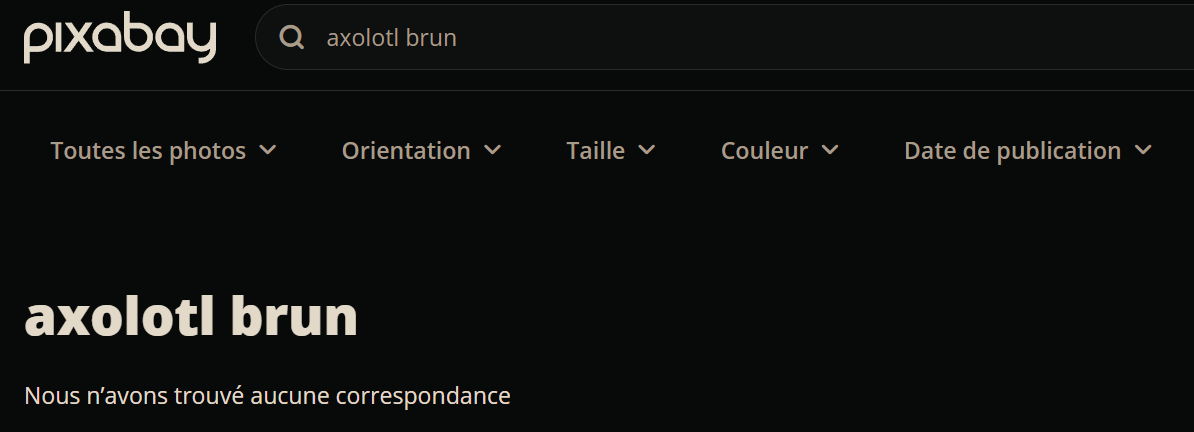 pixabay
axolotl brun
Toutes les photos
Orientation
Taille
Couleur
Date de publication
axolotl brun
Nous n’avons trouvé aucune correspondance